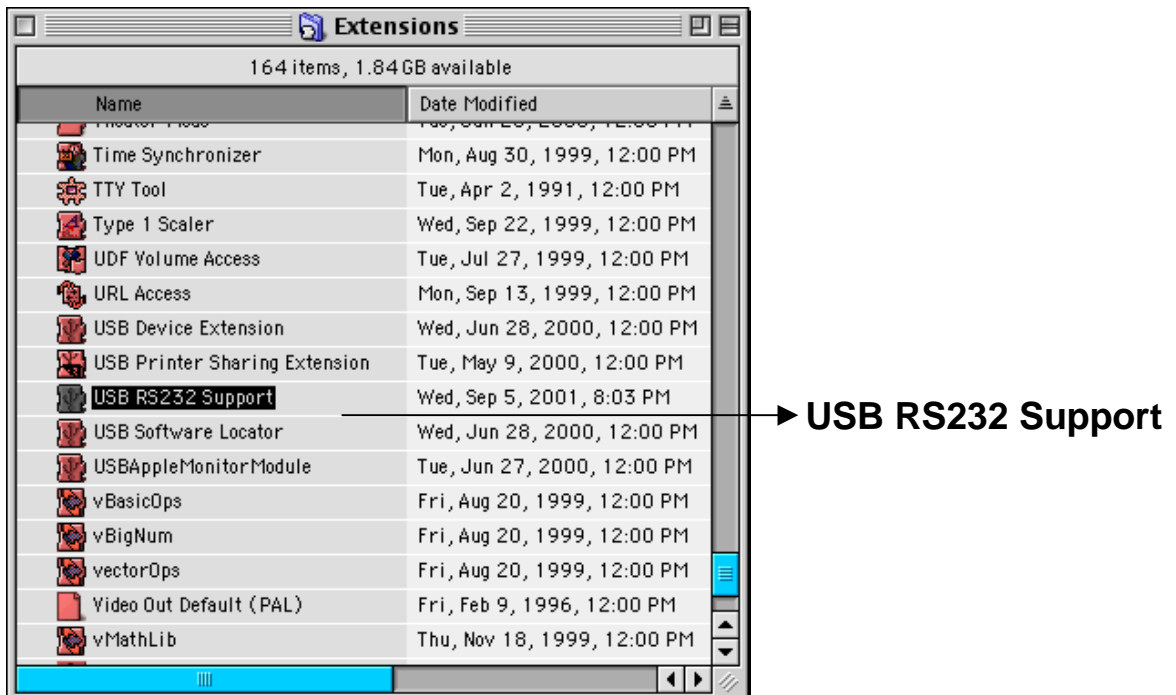 Extensions
164 items, 1.84 GB available
Name Date Modified
Time Synchronizer Mon, Aug 30, 1999, 12:00 PM
TTY Tool Tue, Apr 2, 1991, 12:00 PM
Type 1 Scaler Wed, Sep 22, 1999, 12:00 PM
UDF Volume Access Tue, Jul 27, 1999, 12:00 PM
URL Access Mon, Sep 13, 1999, 12:00 PM
USB Device Extension Wed, Jun 28, 2000, 12:00 PM
USB Printer Sharing Extension Tue, May 9, 2000, 12:00 PM
USB RS232 Support Wed, Sep 5, 2001, 8:03 PM
USB RS232 Support
USB Software Locator Wed, Jun 28, 2000, 12:00 PM
USBAppleMonitorModule Tue, Jun 27, 2000, 12:00 PM
vBasicOps Fri, Aug 20, 1999, 12:00 PM
vBigNum Fri, Aug 20, 1999, 12:00 PM
vectorOps Fri, Aug 20, 1999, 12:00 PM
Video Out Default (PAL) Fri, Feb 9, 1996, 12:00 PM
vMathLib Thu, Nov 18, 1999, 12:00 PM